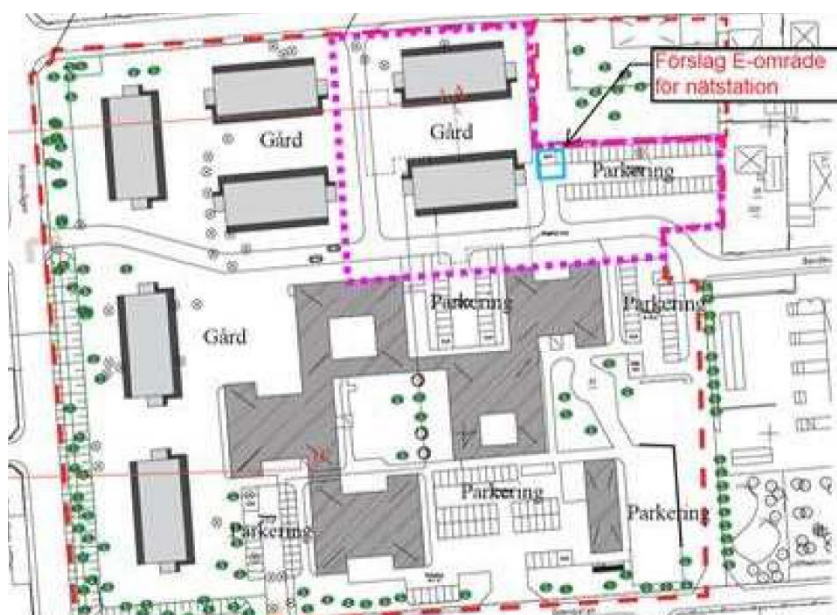 Förslag E-område
för nätstation
Gård
Gård
Parkering
Gård
Parkering
Parkering
Parkering
Parkering
Parkering